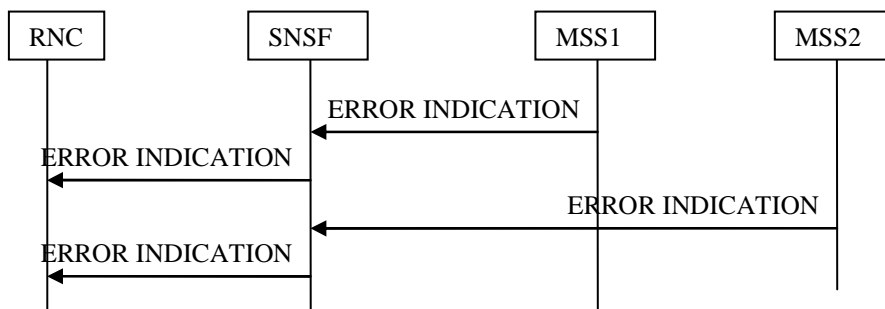 RNC
SNSF
MSS1
MSS2
ERROR INDICATION
ERROR INDICATION
ERROR INDICATION
ERROR INDICATION